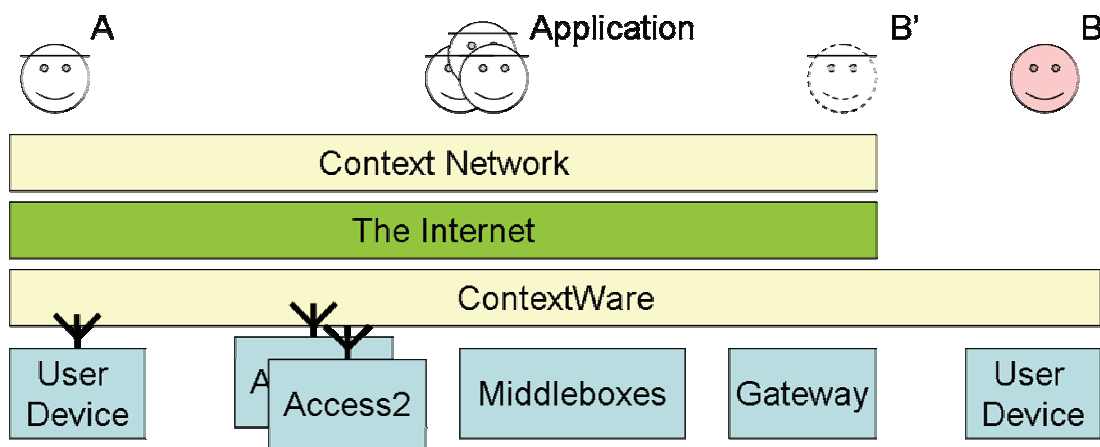 A
Application
B’
B
Context Network
The Internet
ContextWare
User
Device
A
Access2
Middleboxes
Gateway
User
Device